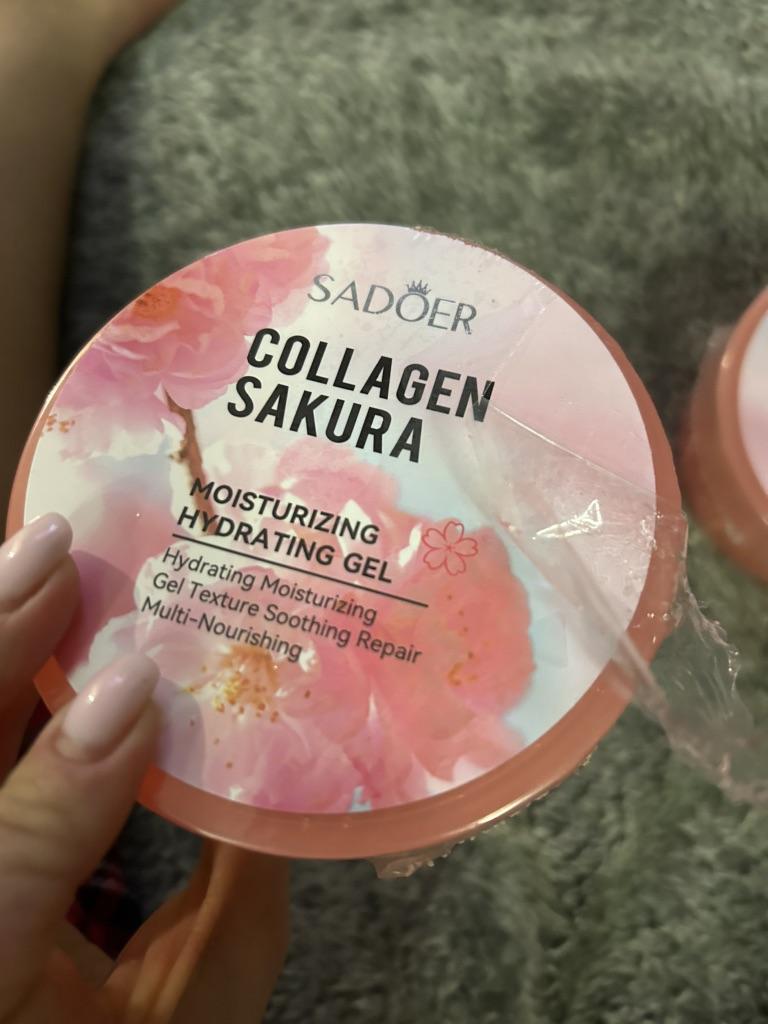 SADOER
COLLAGEN
SAKURA
MOISTURIZING
HYDRATING GEL
Hydrating Moisturizing
Gel Texture Soothing Repair
Multi-Nourishing